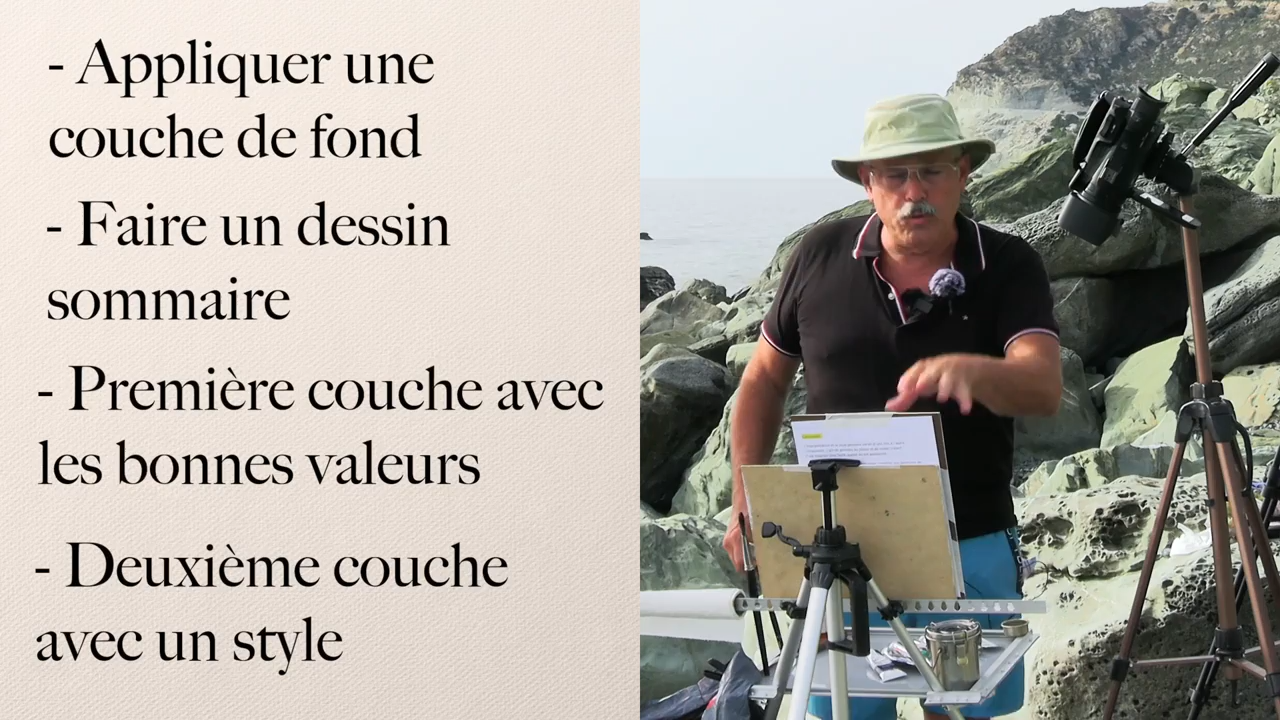 - Appliquer une
couche de fond
- Faire un dessin
sommaire
- Première couche avec
les bonnes valeurs
- Deuxième couche
avec un style